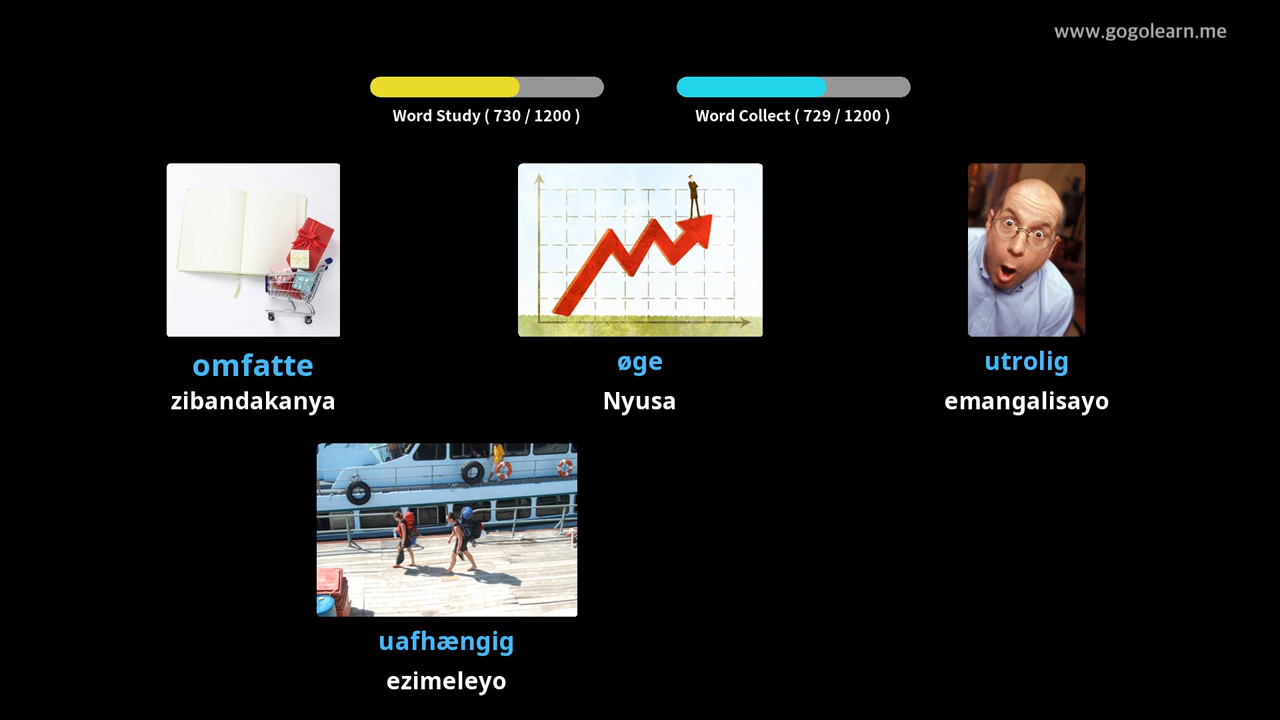 www.gogolearn.me
Word Study ( 730 / 1200 )
Word Collect ( 729 / 1200 )
omfatte
zibandakanya
øge
Nyusa
utrolig
emangalisayo
uafhængig
ezimeleyo